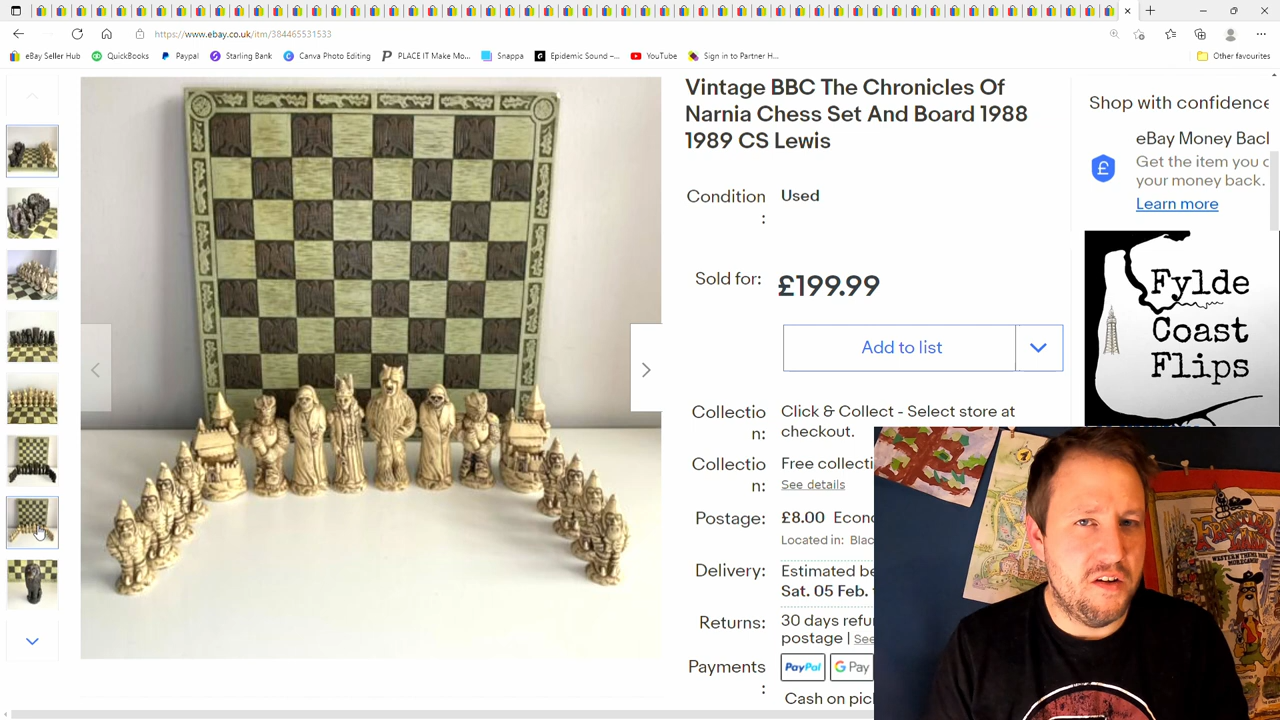 https://www.ebay.co.uk/itm/384465531533
eBay Seller Hub
QuickBooks
Paypal
Starling Bank
Canva Photo Editing
PLACE IT Make Mo...
Snappa
Epidemic Sound –...
YouTube
Sign in to Partner H...
Other favourites
Vintage BBC The Chronicles Of
Narnia Chess Set And Board 1988
1989 CS Lewis
Condition
:
Used
Sold for:
£199.99
Add to list
Collectio
n:
Click & Collect - Select store at
checkout.
Collectio
n:
Free collecti
See details
Postage:
£8.00 Econ
Located in: Blac
Delivery:
Estimated be
Sat. 05 Feb.
Returns:
30 days refu
postage | See
Payments
:
PayPal
G Pay
Cash on pick
Shop with confidence
eBay Money Back
Get the item you o
your money back.
Learn more
Fylde
Coast
Flips